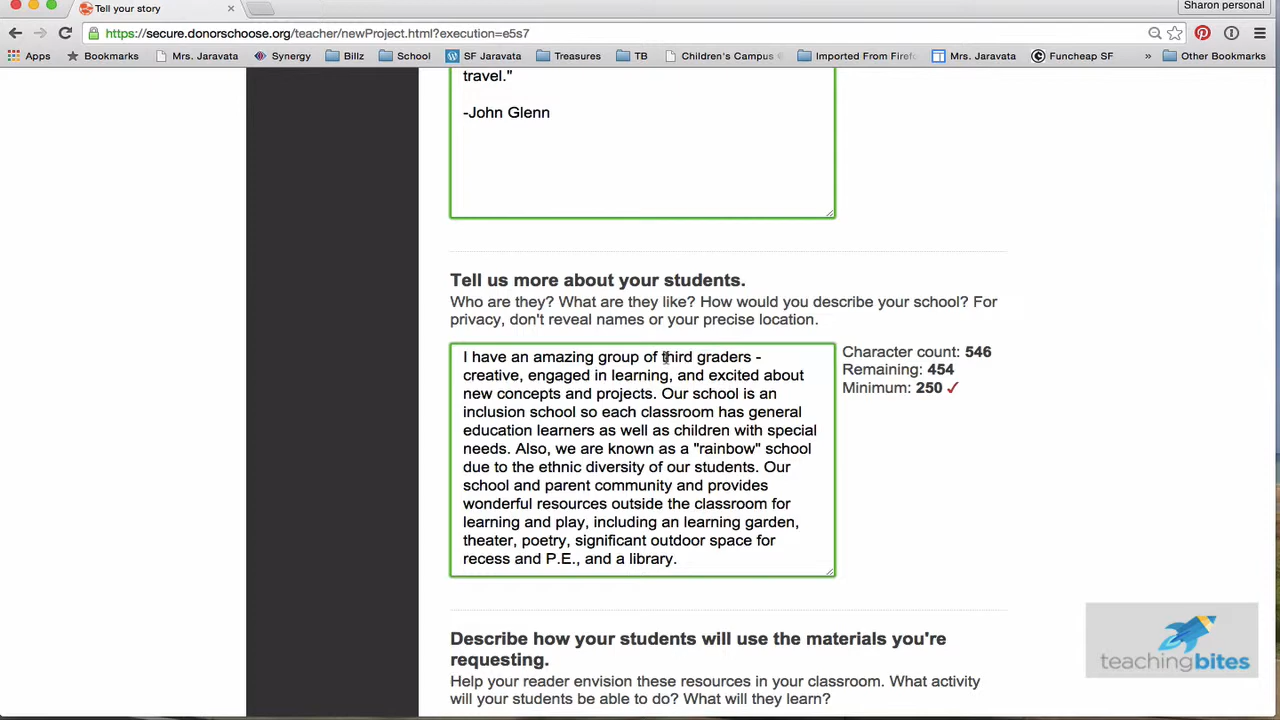 Tell your story
Sharon personal
https://secure.donorschoose.org/teacher/newProject.html?execution=e5s7
Apps Bookmarks Mrs. Jaravata Synergy Billz School SF Jaravata Treasures TB Children's Campus Imported From Firefo Mrs. Jaravata Funcheap SF » Other Bookmarks
travel."
-John Glenn
Tell us more about your students.
Who are they? What are they like? How would you describe your school? For
privacy, don't reveal names or your precise location.
I have an amazing group of third graders -
creative, engaged in learning, and excited about
new concepts and projects. Our school is an
inclusion school so each classroom has general
education learners as well as children with special
needs. Also, we are known as a "rainbow" school
due to the ethnic diversity of our students. Our
school and parent community and provides
wonderful resources outside the classroom for
learning and play, including an learning garden,
theater, poetry, significant outdoor space for
recess and P.E., and a library.
Character count: 546
Remaining: 454
Minimum: 250 ✓
Describe how your students will use the materials you're
requesting.
Help your reader envision these resources in your classroom. What activity
will your students be able to do? What will they learn?
teachingbites